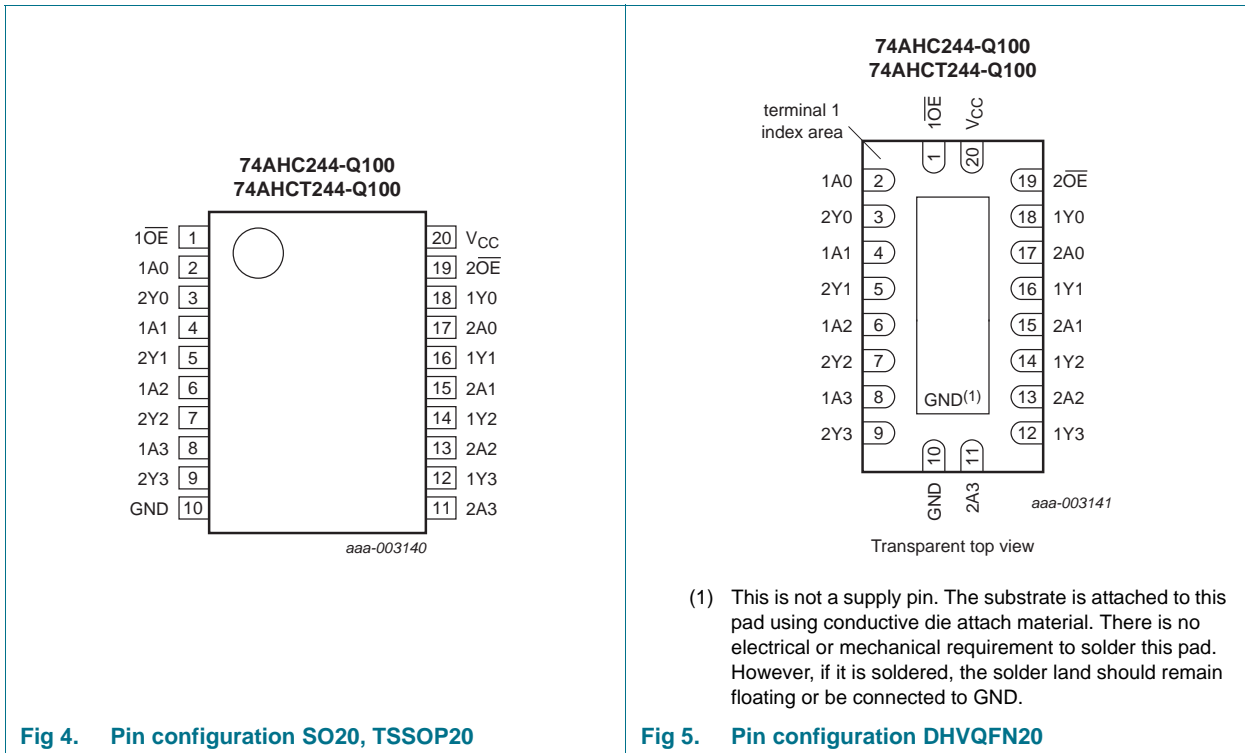 74AHC244-Q100
74AHCT244-Q100
1OE 1
1A0 2
2Y0 3
1A1 4
2Y1 5
1A2 6
2Y2 7
1A3 8
2Y3 9
GND 10
20 VCC
19 2OE
18 1Y0
17 2A0
16 1Y1
15 2A1
14 1Y2
13 2A2
12 1Y3
11 2A3
aaa-003140
Fig 4. Pin configuration SO20, TSSOP20
74AHC244-Q100
74AHCT244-Q100
terminal 1
index area
1OE
VCC
1
20
1A0 2
2Y0 3
1A1 4
2Y1 5
1A2 6
2Y2 7
1A3 8
2Y3 9
19 2OE
18 1Y0
17 2A0
16 1Y1
15 2A1
14 1Y2
13 2A2
12 1Y3
GND(1)
10
11
GND
2A3
aaa-003141
Transparent top view
(1) This is not a supply pin. The substrate is attached to this
pad using conductive die attach material. There is no
electrical or mechanical requirement to solder this pad.
However, if it is soldered, the solder land should remain
floating or be connected to GND.
Fig 5. Pin configuration DHVQFN20